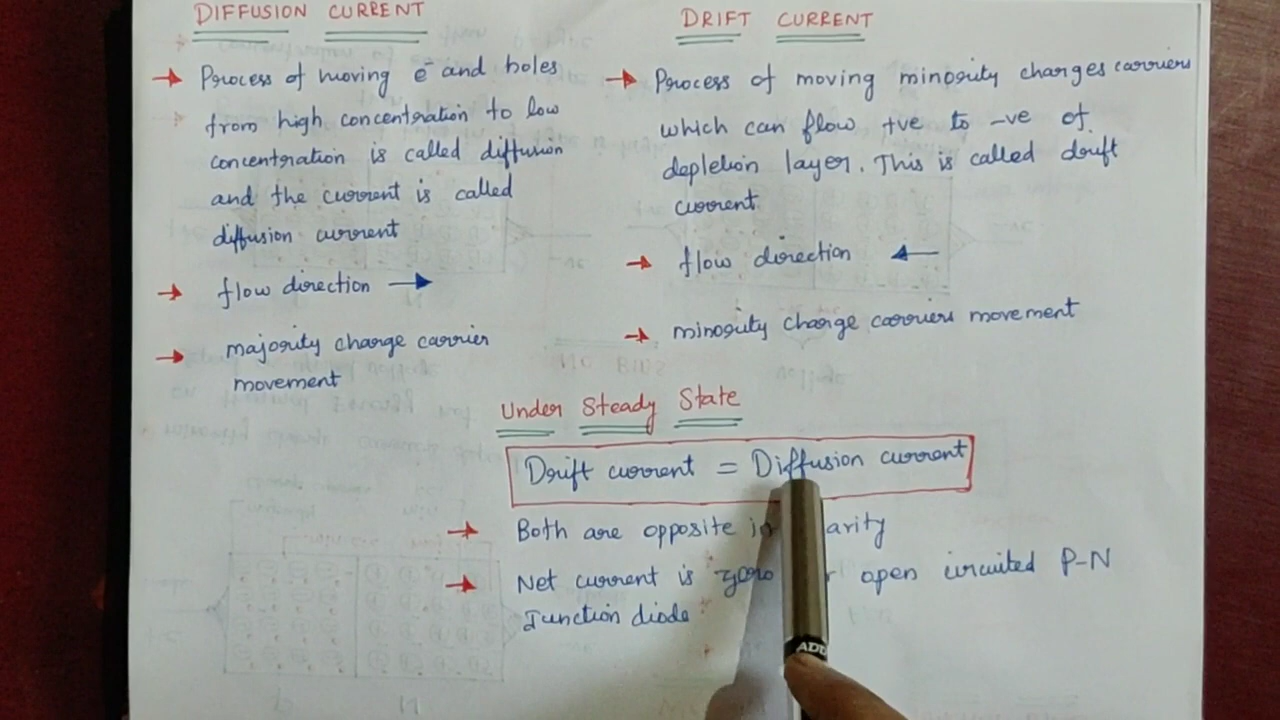 DIFFUSION CURRENT
→ Process of moving e⁻ and holes
from high concentration to low
concentration is called diffusion
and the current is called
diffusion current
→ flow direction →
→ majority charge carrier
movement
DRIFT CURRENT
→ Process of moving minority charges carriers
which can flow +ve to -ve of
depletion layer. This is called drift
current.
→ flow direction ←
→ minority charge carriers movement
Under Steady State
Drift current = Diffusion current
→ Both are opposite in larity
→ Net current is zero r open circuited P-N
Junction diode